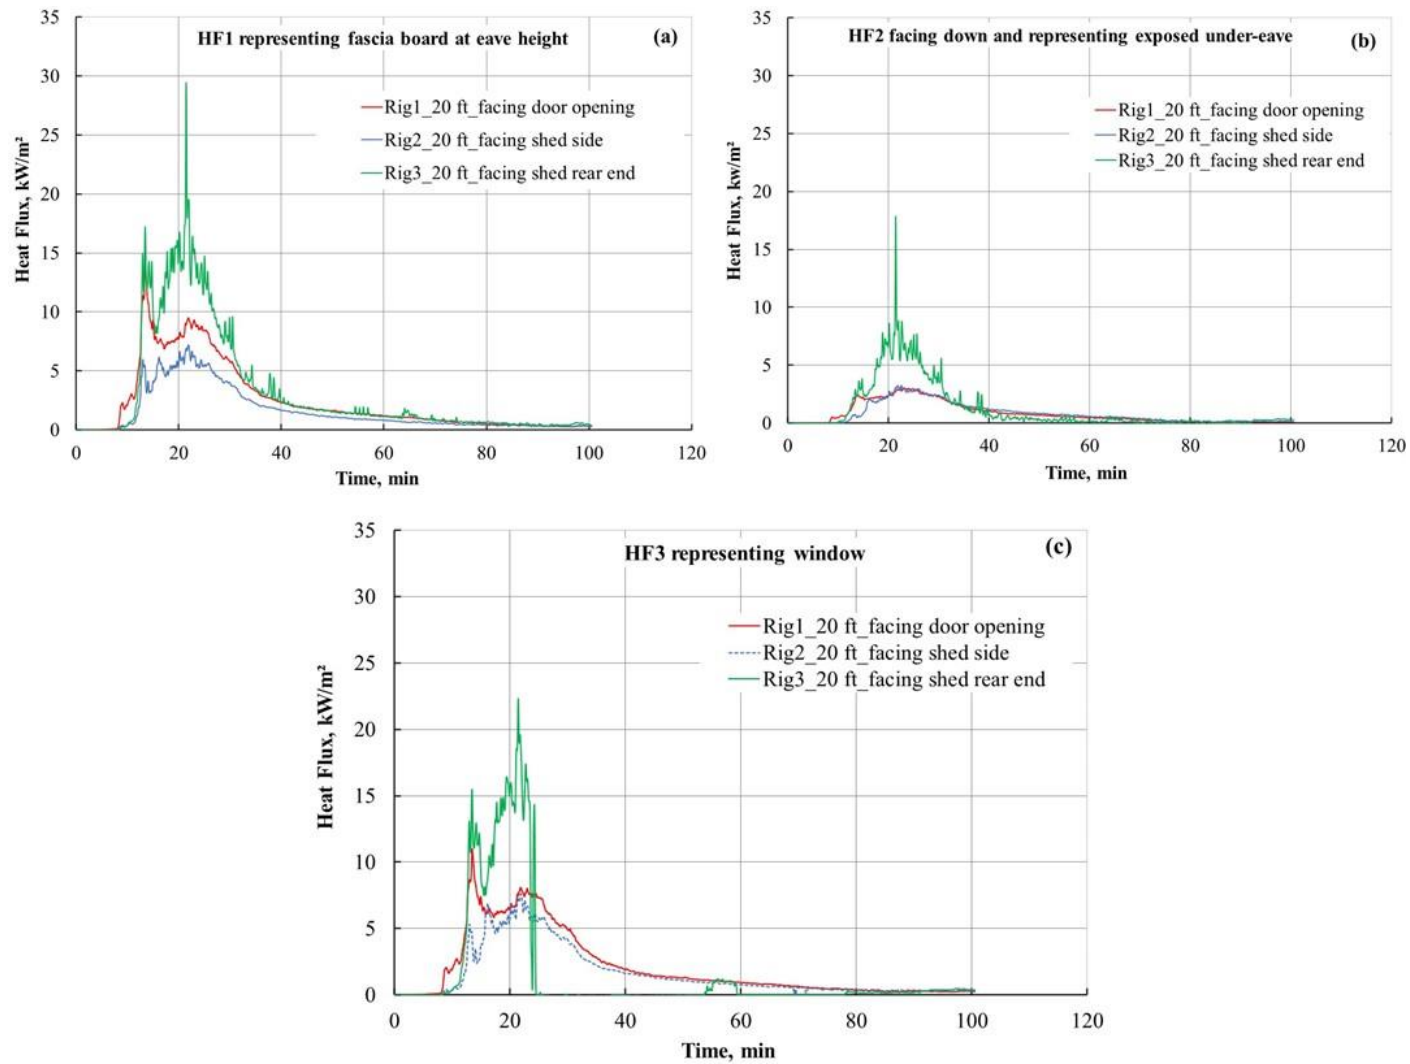 HF1 representing fascia board at eave height
(a)
Rig1_20 ft_facing door opening
Rig2_20 ft_facing shed side
Rig3_20 ft_facing shed rear end
Heat Flux, kW/m²
35
30
25
20
15
10
5
0
0 20 40 60 80 100 120
Time, min
HF2 facing down and representing exposed under-eave
(b)
Rig1_20 ft_facing door opening
Rig2_20 ft_facing shed side
Rig3_20 ft_facing shed rear end
Heat Flux, kw/m²
35
30
25
20
15
10
5
0
0 20 40 60 80 100 120
Time, min
HF3 representing window
(c)
Rig1_20 ft_facing door opening
Rig2_20 ft_facing shed side
Rig3_20 ft_facing shed rear end
Heat Flux, kW/m²
35
30
25
20
15
10
5
0
0 20 40 60 80 100 120
Time, min